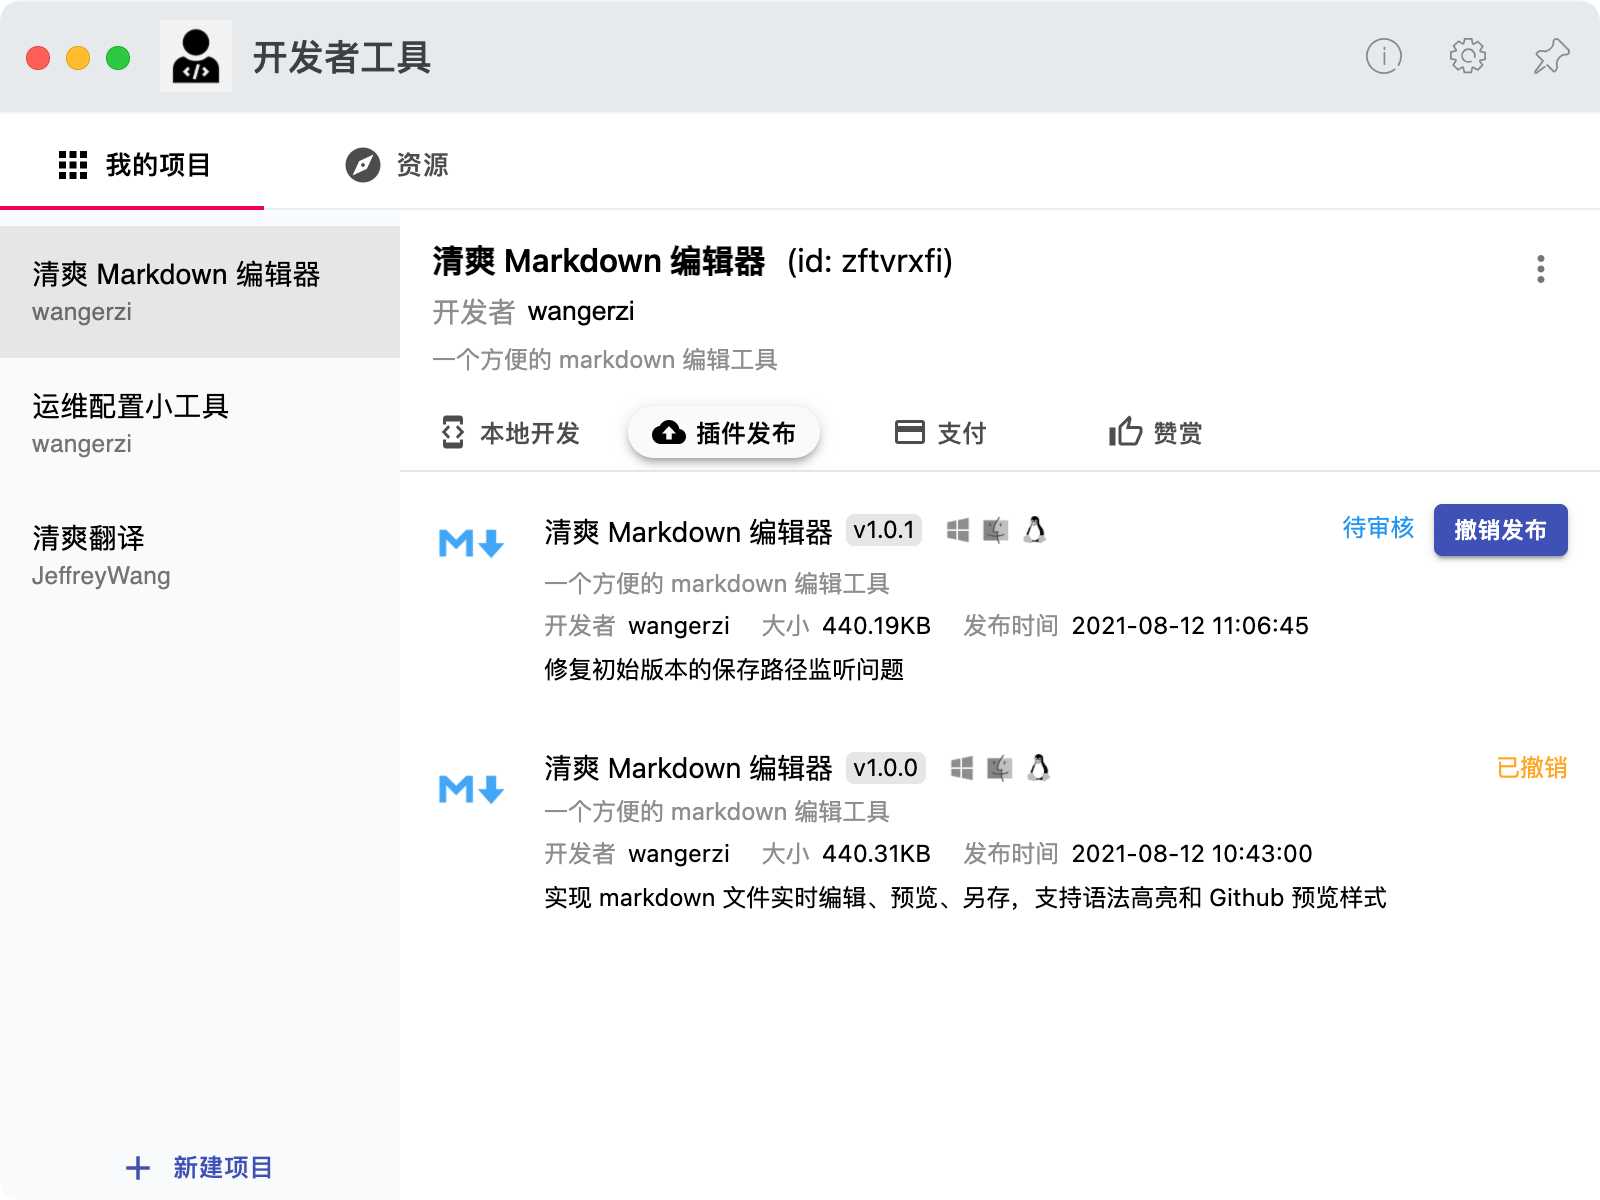 开发者工具
我的项目
资源
清爽 Markdown 编辑器
wangerzi
运维配置小工具
wangerzi
清爽翻译
JeffreyWang
新建项目
清爽 Markdown 编辑器 (id: zftvrxfi)
开发者 wangerzi
一个方便的 markdown 编辑工具
本地开发 插件发布 支付 赞赏
清爽 Markdown 编辑器 v1.0.1 待审核 撤销发布
一个方便的 markdown 编辑工具
开发者 wangerzi 大小 440.19KB 发布时间 2021-08-12 11:06:45
修复初始版本的保存路径监听问题
清爽 Markdown 编辑器 v1.0.0 已撤销
一个方便的 markdown 编辑工具
开发者 wangerzi 大小 440.31KB 发布时间 2021-08-12 10:43:00
实现 markdown 文件实时编辑、预览、另存，支持语法高亮和 Github 预览样式